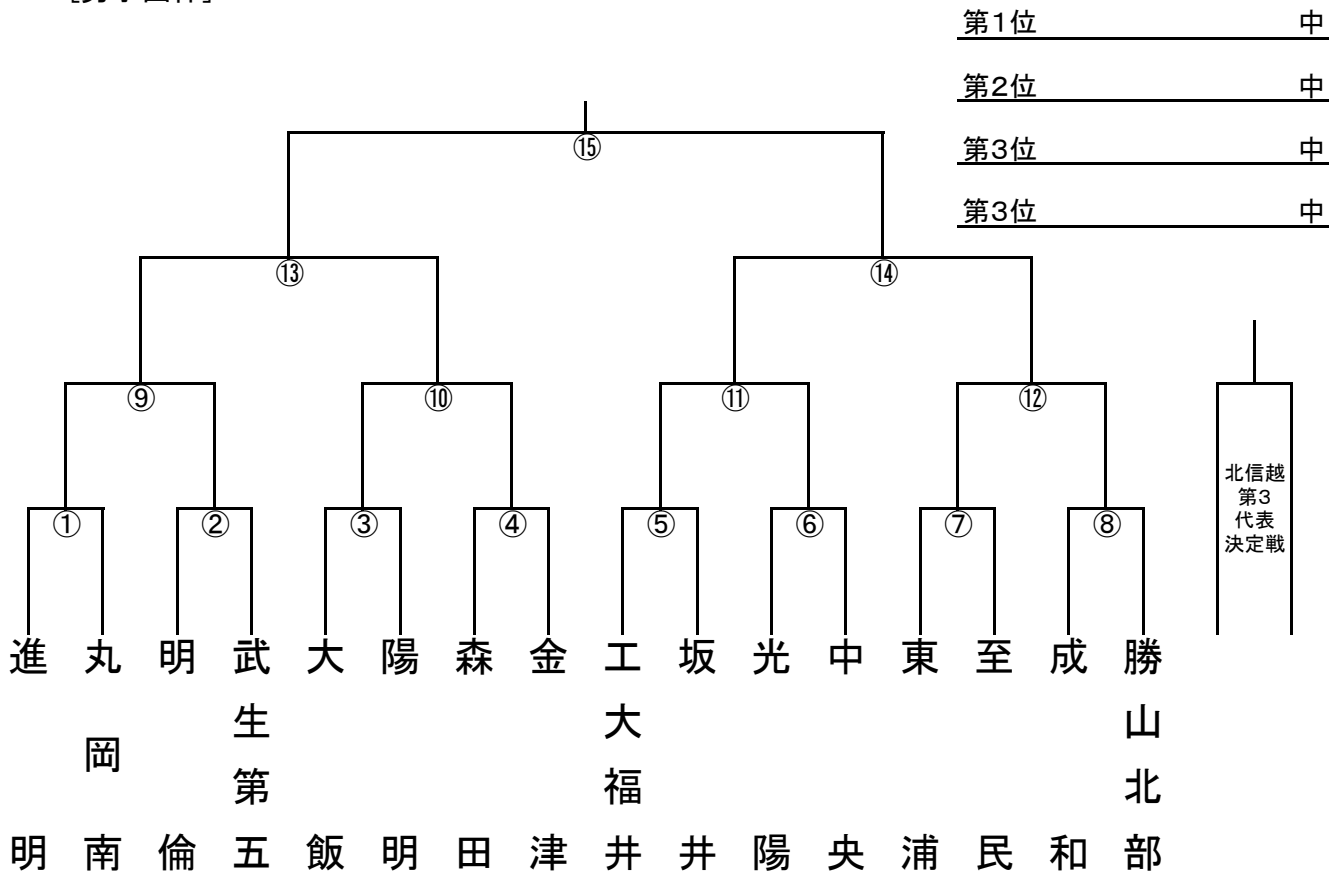 第1位 中
第2位 中
第3位 中
第3位 中
⑮
⑬ ⑭
⑨ ⑩ ⑪ ⑫
① ② ③ ④ ⑤ ⑥ ⑦ ⑧
北信越
第3
代表
決定戦
進明
丸岡南
明倫
武生第五
大飯
陽明
森田
金津
工大福井
坂井
光陽
中央
東浦
至民
成和
勝山北部